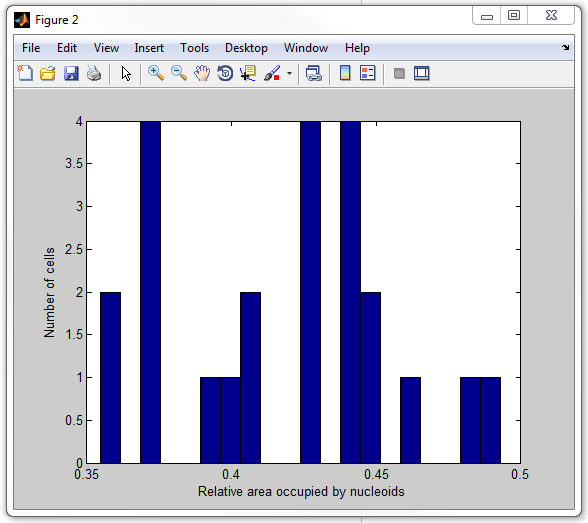 Figure 2
File Edit View Insert Tools Desktop Window Help
4
3.5
3
2.5
2
1.5
1
0.5
0
Number of cells
0.35 0.4 0.45 0.5
Relative area occupied by nucleoids